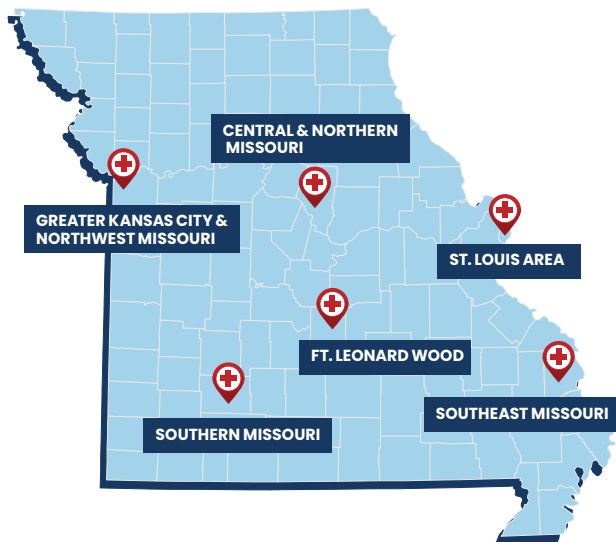 CENTRAL & NORTHERN
MISSOURI
GREATER KANSAS CITY &
NORTHWEST MISSOURI
ST. LOUIS AREA
FT. LEONARD WOOD
SOUTHEAST MISSOURI
SOUTHERN MISSOURI